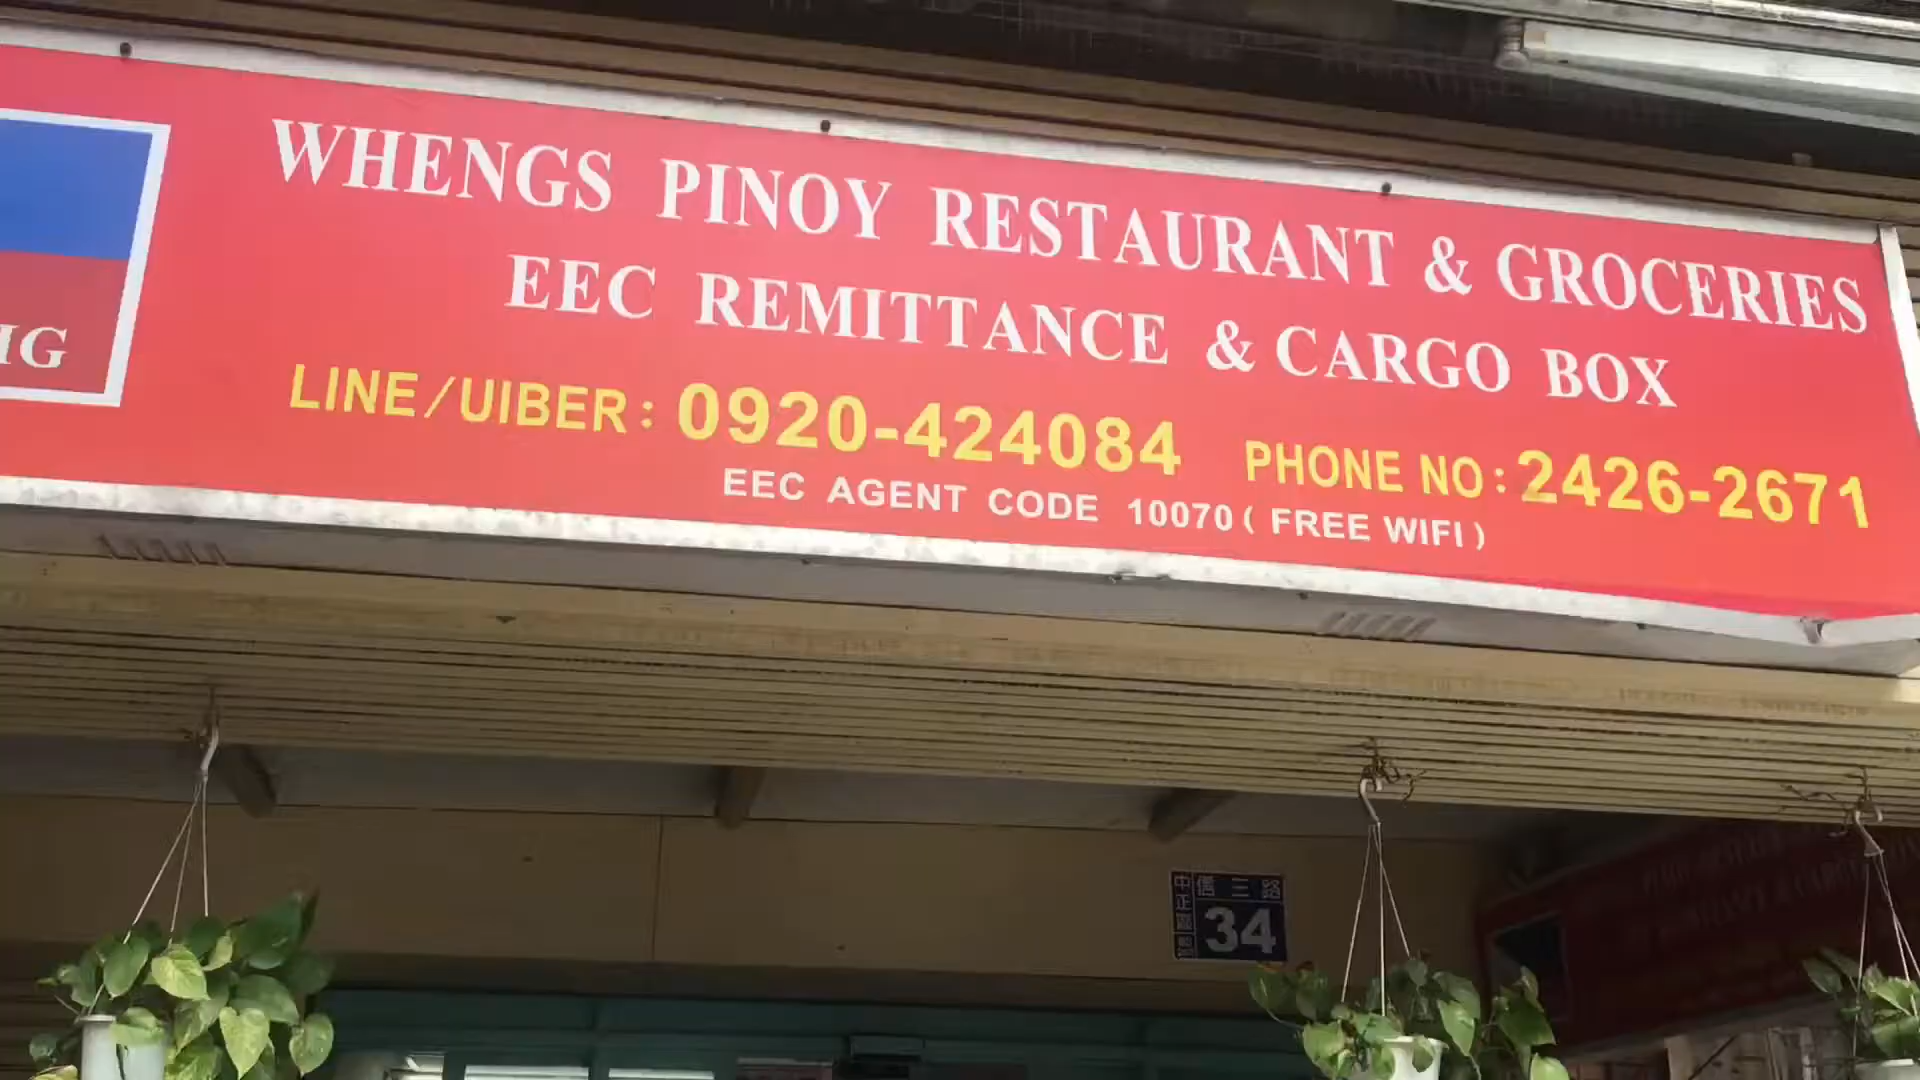 WHENGS PINOY RESTAURANT & GROCERIES
EEC REMITTANCE & CARGO BOX
IG
LINE/UIBER: 0920-424084 PHONE NO: 2426-2671
EEC AGENT CODE 10070 ( FREE WIFI )
中正區
信三路
34